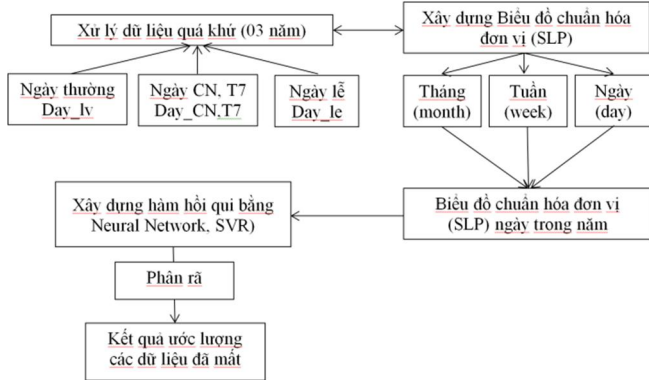 Xử lý dữ liệu quá khứ (03 năm)
Xây dựng Biểu đồ chuẩn hóa
đơn vị (SLP)
Ngày thường
Day_lv
Ngày CN, T7
Day_CN,T7
Ngày lễ
Day_le
Tháng
(month)
Tuần
(week)
Ngày
(day)
Xây dựng hàm hồi qui bằng
Neural Network, SVR)
Biểu đồ chuẩn hóa đơn vị
(SLP) ngày trong năm
Phân rã
Kết quả ước lượng
các dữ liệu đã mất